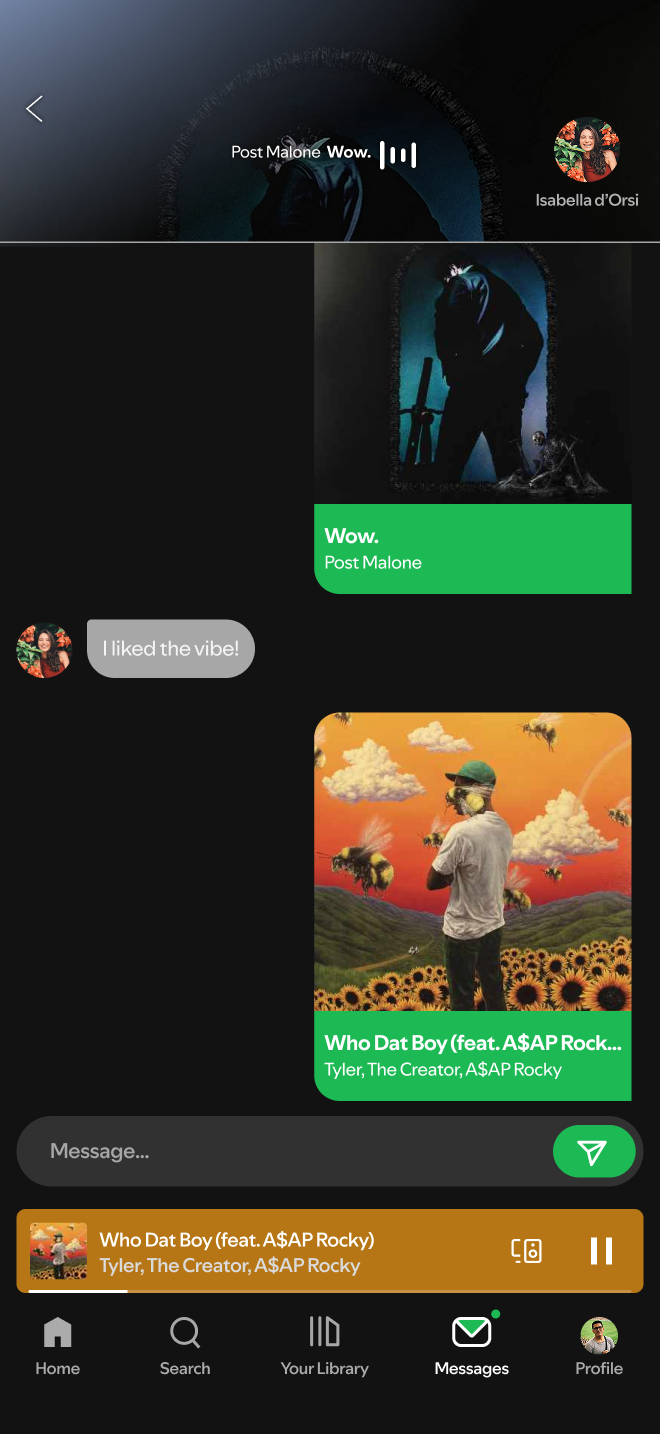 Post Malone Wow.
Isabella d'Orsi
Wow.
Post Malone
I liked the vibe!
Who Dat Boy (feat. A$AP Rock...
Tyler, The Creator, A$AP Rocky
Message...
Who Dat Boy (feat. A$AP Rocky)
Tyler, The Creator, A$AP Rocky
Home
Search
Your Library
Messages
Profile